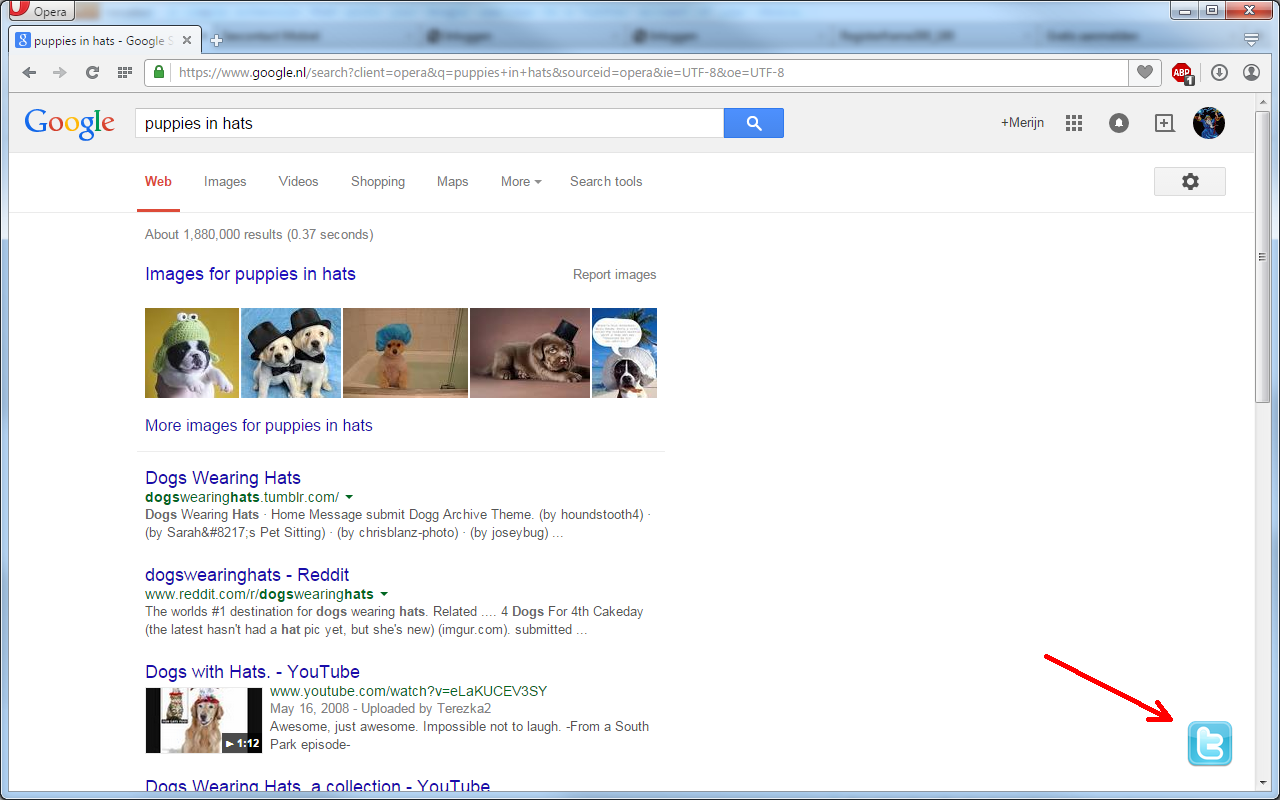 Opera
puppies in hats - Google S
https://www.google.nl/search?client=opera&q=puppies+in+hats&sourceid=opera&ie=UTF-8&oe=UTF-8
ABP
1
Google
puppies in hats
+Merijn
Web Images Videos Shopping Maps More Search tools
About 1,880,000 results (0.37 seconds)
Images for puppies in hats
Report images
More images for puppies in hats
Dogs Wearing Hats
dogswearinghats.tumblr.com/
Dogs Wearing Hats · Home Message submit Dogg Archive Theme. (by houndstooth4) ·
(by Sarah&#8217;s Pet Sitting) · (by chrisblanz-photo) · (by joseybug) ...
dogswearinghats - Reddit
www.reddit.com/r/dogswearinghats
The worlds #1 destination for dogs wearing hats. Related .... 4 Dogs For 4th Cakeday
(the latest hasn't had a hat pic yet, but she's new) (imgur.com). submitted ...
Dogs with Hats. - YouTube
www.youtube.com/watch?v=eLaKUCEV3SY
May 16, 2008 - Uploaded by Terezka2
Awesome, just awesome. Impossible not to laugh. -From a South
Park episode-
1:12
Dogs Wearing Hats, a collection - YouTube